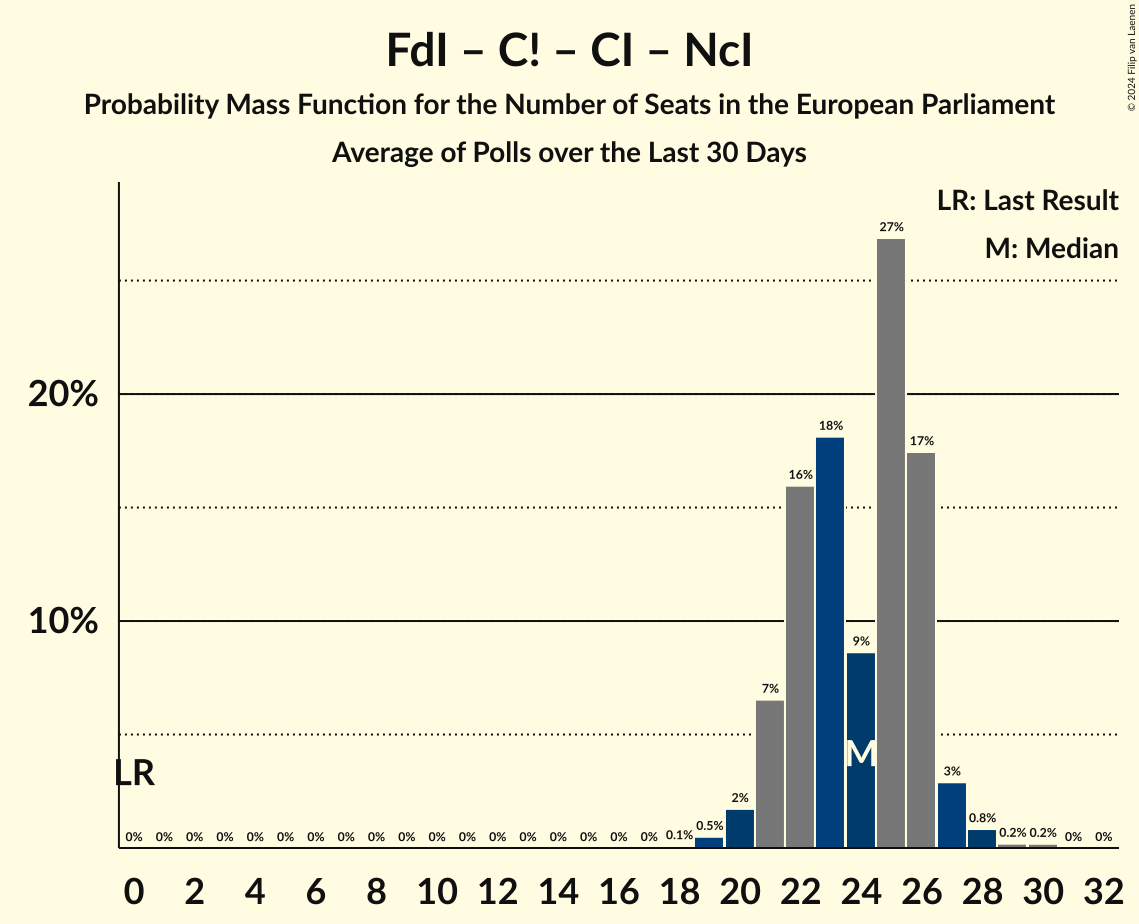 FdI – C! – CI – NcI
Probability Mass Function for the Number of Seats in the European Parliament
Average of Polls over the Last 30 Days
© 2024 Filip van Laenen
LR: Last Result
M: Median
20%
10%
27%
18%
17%
16%
9%
7%
M
LR
3%
2%
0% 0% 0% 0% 0% 0% 0% 0% 0% 0% 0% 0% 0% 0% 0% 0% 0% 0% 0.1% 0.5% 0.8% 0.2% 0.2% 0% 0%
0 2 4 6 8 10 12 14 16 18 20 22 24 26 28 30 32